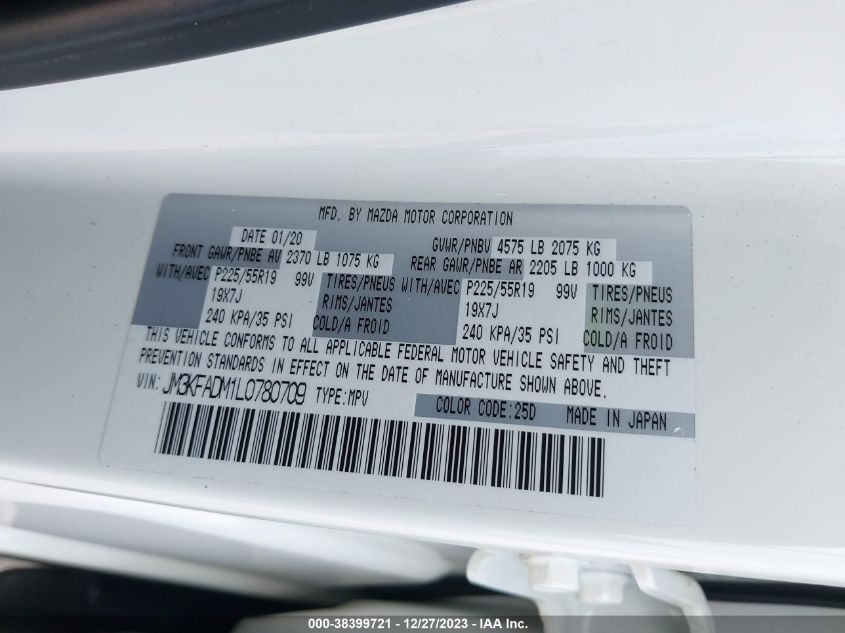 MFD. BY MAZDA MOTOR CORPORATION
DATE 01/20 GVWR/PNBV 4575 LB 2075 KG
FRONT GAWR/PNBE AV 2370 LB 1075 KG REAR GAWR/PNBE AR 2205 LB 1000 KG
WITH/AVEC P225/55R19 99V TIRES/PNEUS WITH/AVEC P225/55R19 99V TIRES/PNEUS
19X7J RIMS/JANTES 19X7J RIMS/JANTES
240 KPA/35 PSI COLD/A FROID 240 KPA/35 PSI COLD/A FROID
THIS VEHICLE CONFORMS TO ALL APPLICABLE FEDERAL MOTOR VEHICLE SAFETY AND THEFT
PREVENTION STANDARDS IN EFFECT ON THE DATE OF MANUFACTURE SHOWN ABOVE.
VIN: JM3KFADM1L0780709 TYPE:MPV
COLOR CODE:25D MADE IN JAPAN
000-38399721 - 12/27/2023 - IAA Inc.